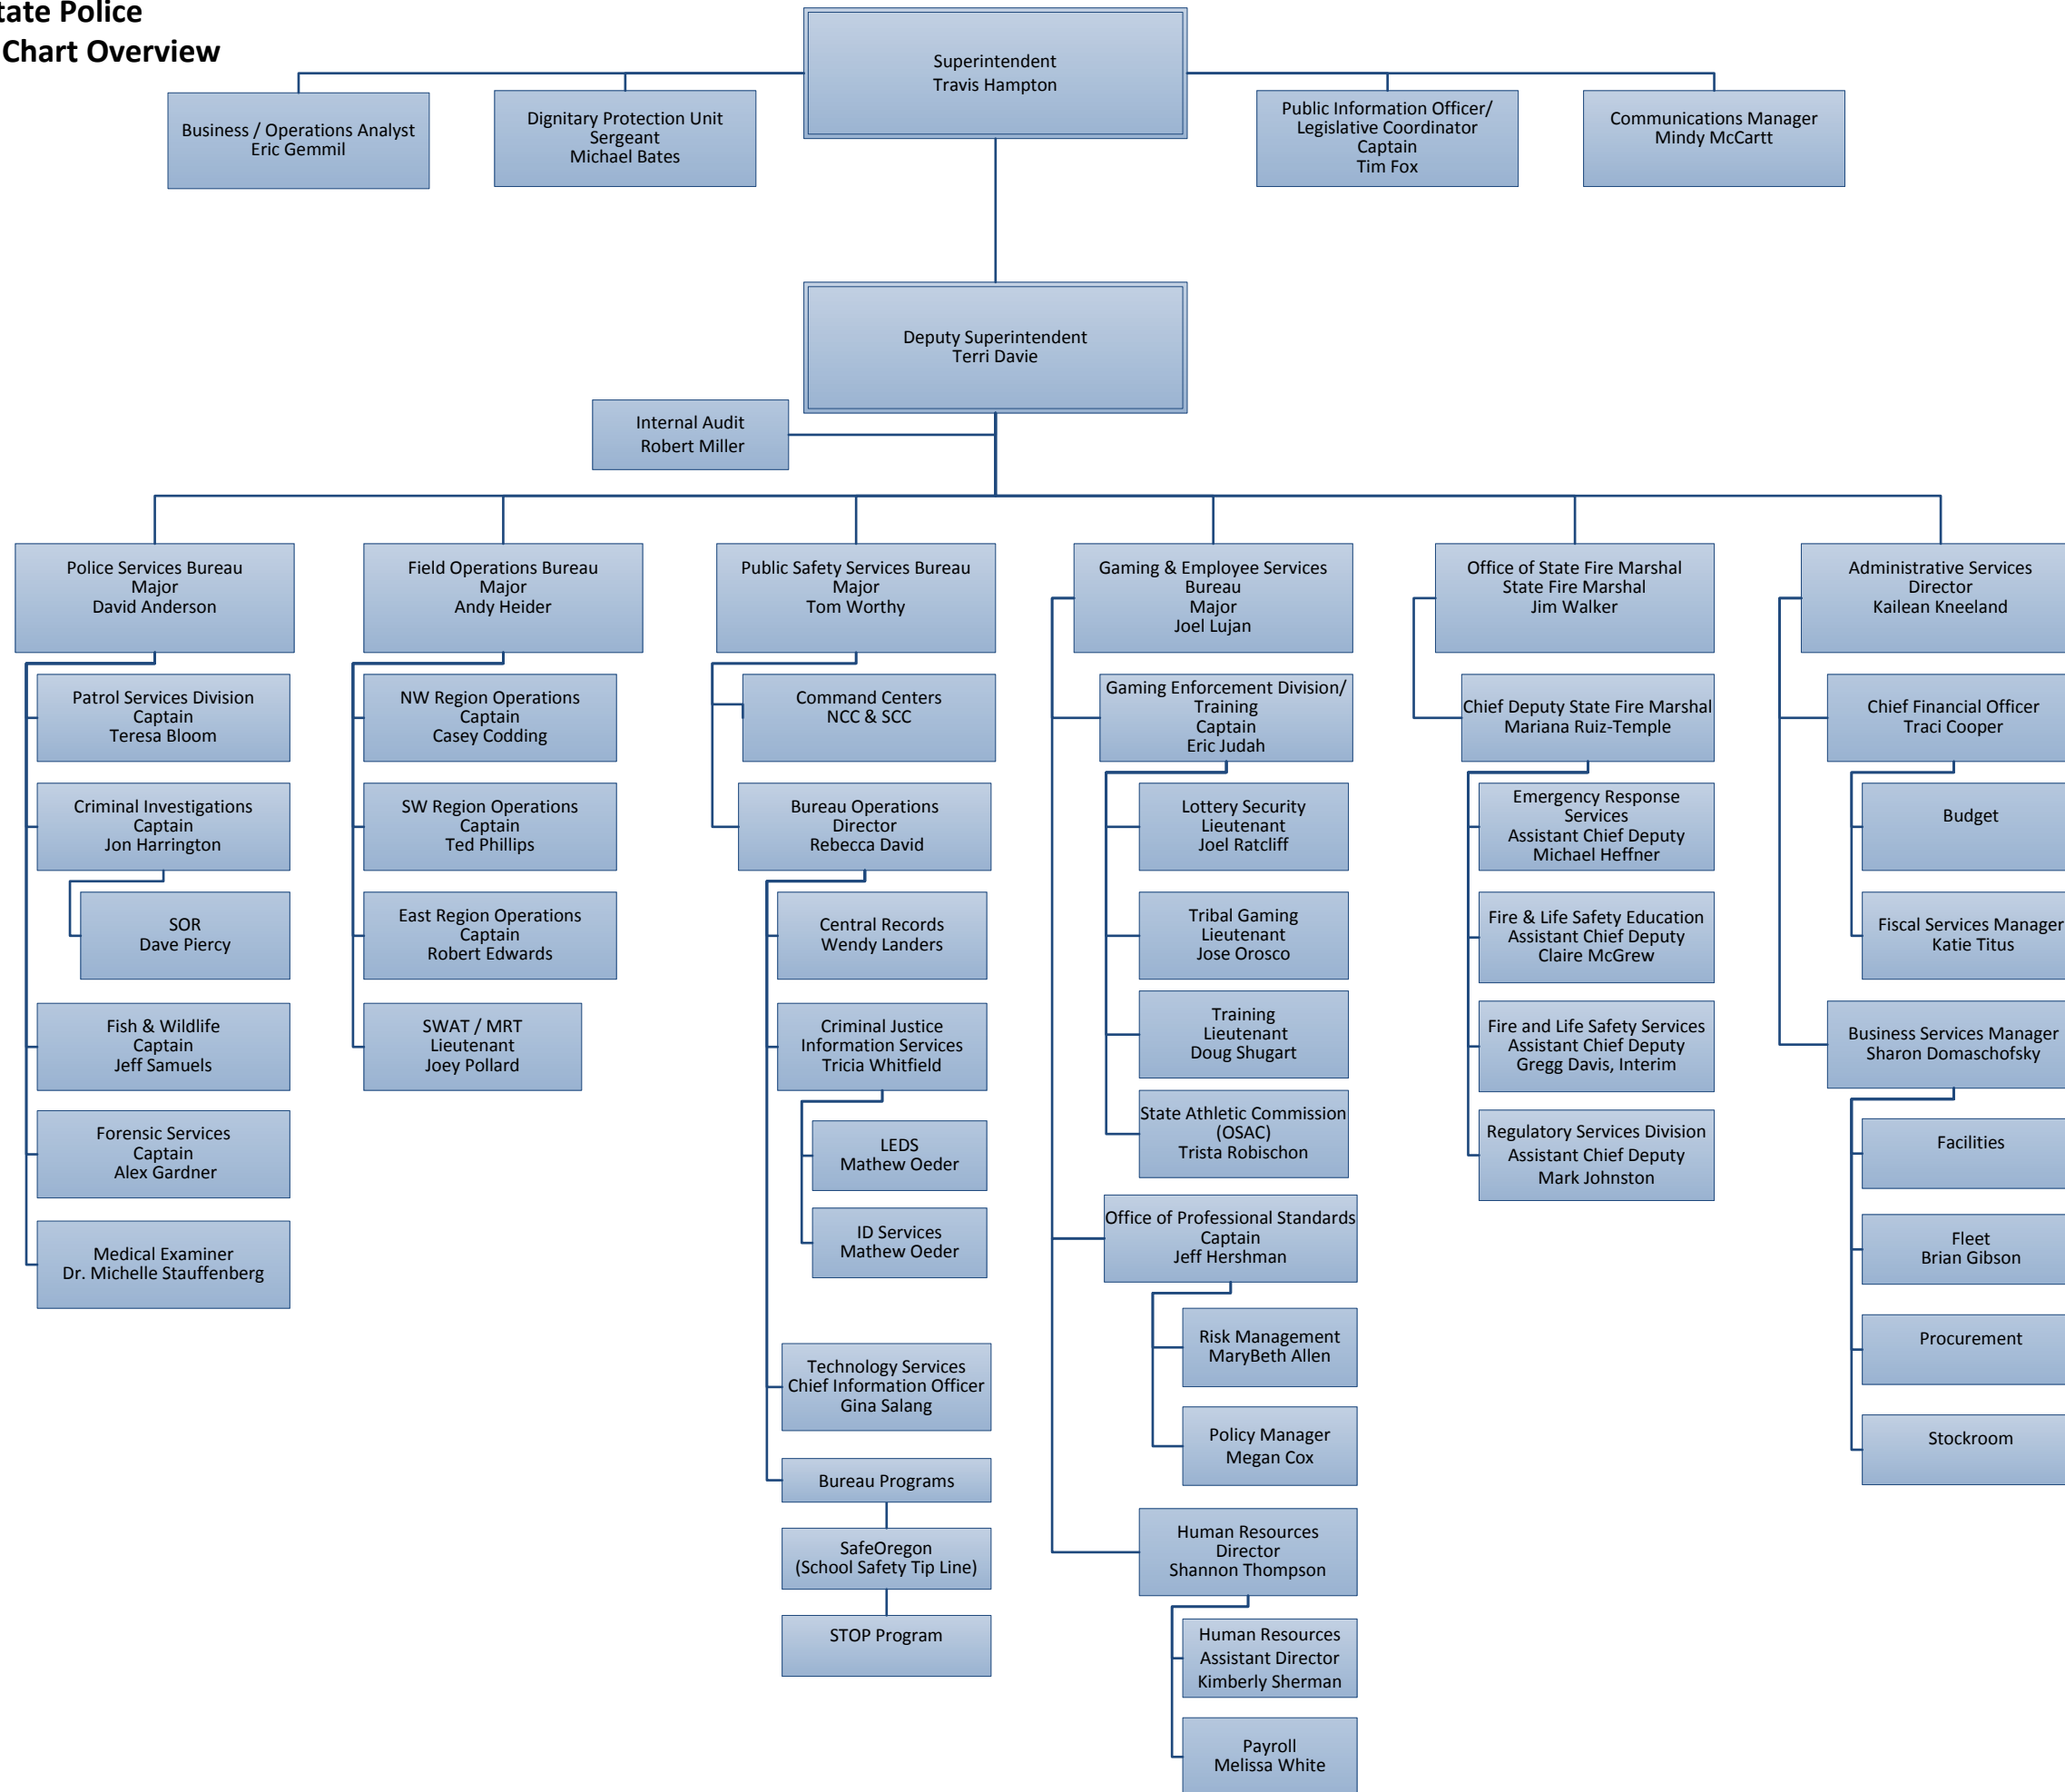 tate Police
Chart Overview
Superintendent
Travis Hampton
Business / Operations Analyst
Eric Gemmil
Dignitary Protection Unit
Sergeant
Michael Bates
Public Information Officer/
Legislative Coordinator
Captain
Tim Fox
Communications Manager
Mindy McCartt
Deputy Superintendent
Terri Davie
Internal Audit
Robert Miller
Police Services Bureau
Major
David Anderson
Patrol Services Division
Captain
Teresa Bloom
Criminal Investigations
Captain
Jon Harrington
SOR
Dave Piercy
Fish & Wildlife
Captain
Jeff Samuels
Forensic Services
Captain
Alex Gardner
Medical Examiner
Dr. Michelle Stauffenberg
Field Operations Bureau
Major
Andy Heider
NW Region Operations
Captain
Casey Codding
SW Region Operations
Captain
Ted Phillips
East Region Operations
Captain
Robert Edwards
SWAT / MRT
Lieutenant
Joey Pollard
Public Safety Services Bureau
Major
Tom Worthy
Command Centers
NCC & SCC
Bureau Operations
Director
Rebecca David
Central Records
Wendy Landers
Criminal Justice
Information Services
Tricia Whitfield
LEDS
Mathew Oeder
ID Services
Mathew Oeder
Technology Services
Chief Information Officer
Gina Salang
Bureau Programs
SafeOregon
(School Safety Tip Line)
STOP Program
Gaming & Employee Services
Bureau
Major
Joel Lujan
Gaming Enforcement Division/
Training
Captain
Eric Judah
Lottery Security
Lieutenant
Joel Ratcliff
Tribal Gaming
Lieutenant
Jose Orosco
Training
Lieutenant
Doug Shugart
State Athletic Commission
(OSAC)
Trista Robischon
Office of Professional Standards
Captain
Jeff Hershman
Risk Management
MaryBeth Allen
Policy Manager
Megan Cox
Human Resources
Director
Shannon Thompson
Human Resources
Assistant Director
Kimberly Sherman
Payroll
Melissa White
Office of State Fire Marshal
State Fire Marshal
Jim Walker
Chief Deputy State Fire Marshal
Mariana Ruiz-Temple
Emergency Response
Services
Assistant Chief Deputy
Michael Heffner
Fire & Life Safety Education
Assistant Chief Deputy
Claire McGrew
Fire and Life Safety Services
Assistant Chief Deputy
Gregg Davis, Interim
Regulatory Services Division
Assistant Chief Deputy
Mark Johnston
Administrative Services
Director
Kailean Kneeland
Chief Financial Officer
Traci Cooper
Budget
Fiscal Services Manager
Katie Titus
Business Services Manager
Sharon Domaschofsky
Facilities
Fleet
Brian Gibson
Procurement
Stockroom